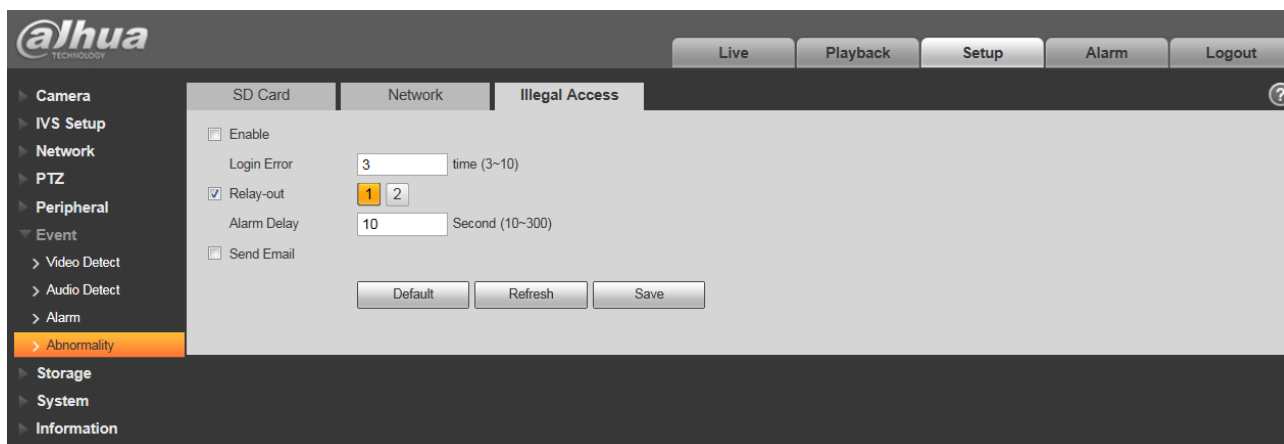 alhua
TECHNOLOGY
Live Playback Setup Alarm Logout
Camera
IVS Setup
Network
PTZ
Peripheral
Event
Video Detect
Audio Detect
Alarm
Abnormality
Storage
System
Information
SD Card Network Illegal Access
?
Enable
Login Error 3 time (3~10)
Relay-out 1 2
Alarm Delay 10 Second (10~300)
Send Email
Default Refresh Save